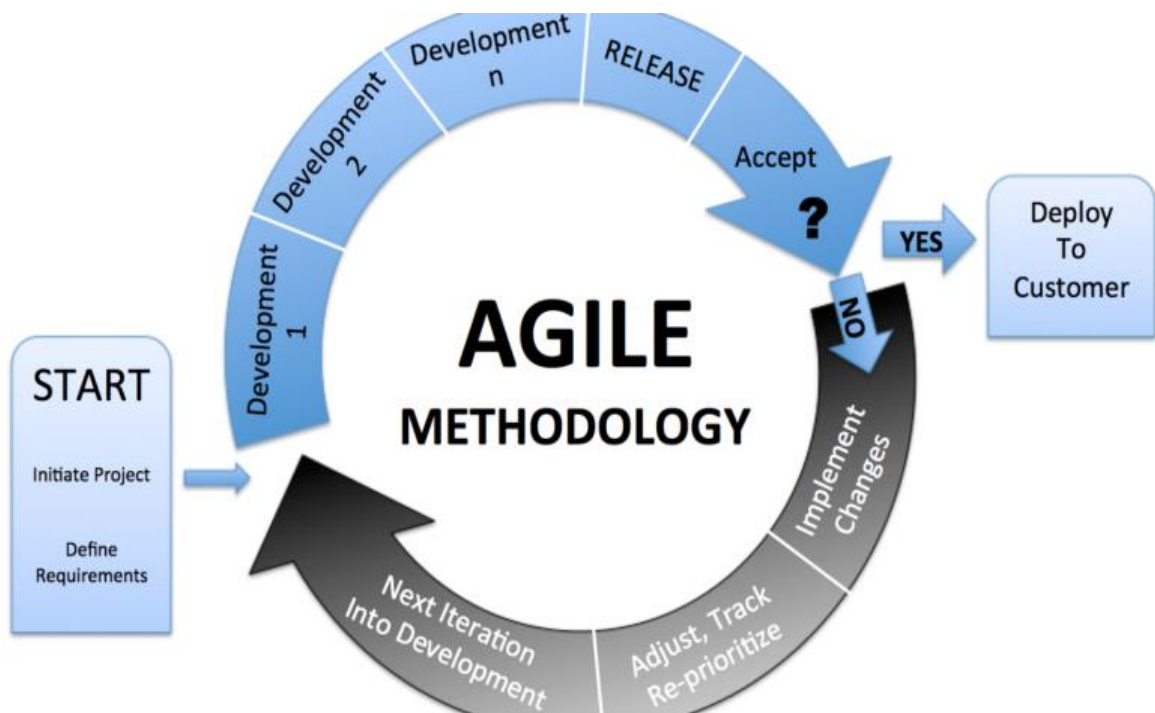 START
Initiate Project
Define
Requirements
Development
1
Development
2
Development
n
RELEASE
Accept
?
YES
Deploy
To
Customer
NO
Implement
Changes
Adjust, Track
Re-prioritize
Next Iteration
Into Development
AGILE
METHODOLOGY